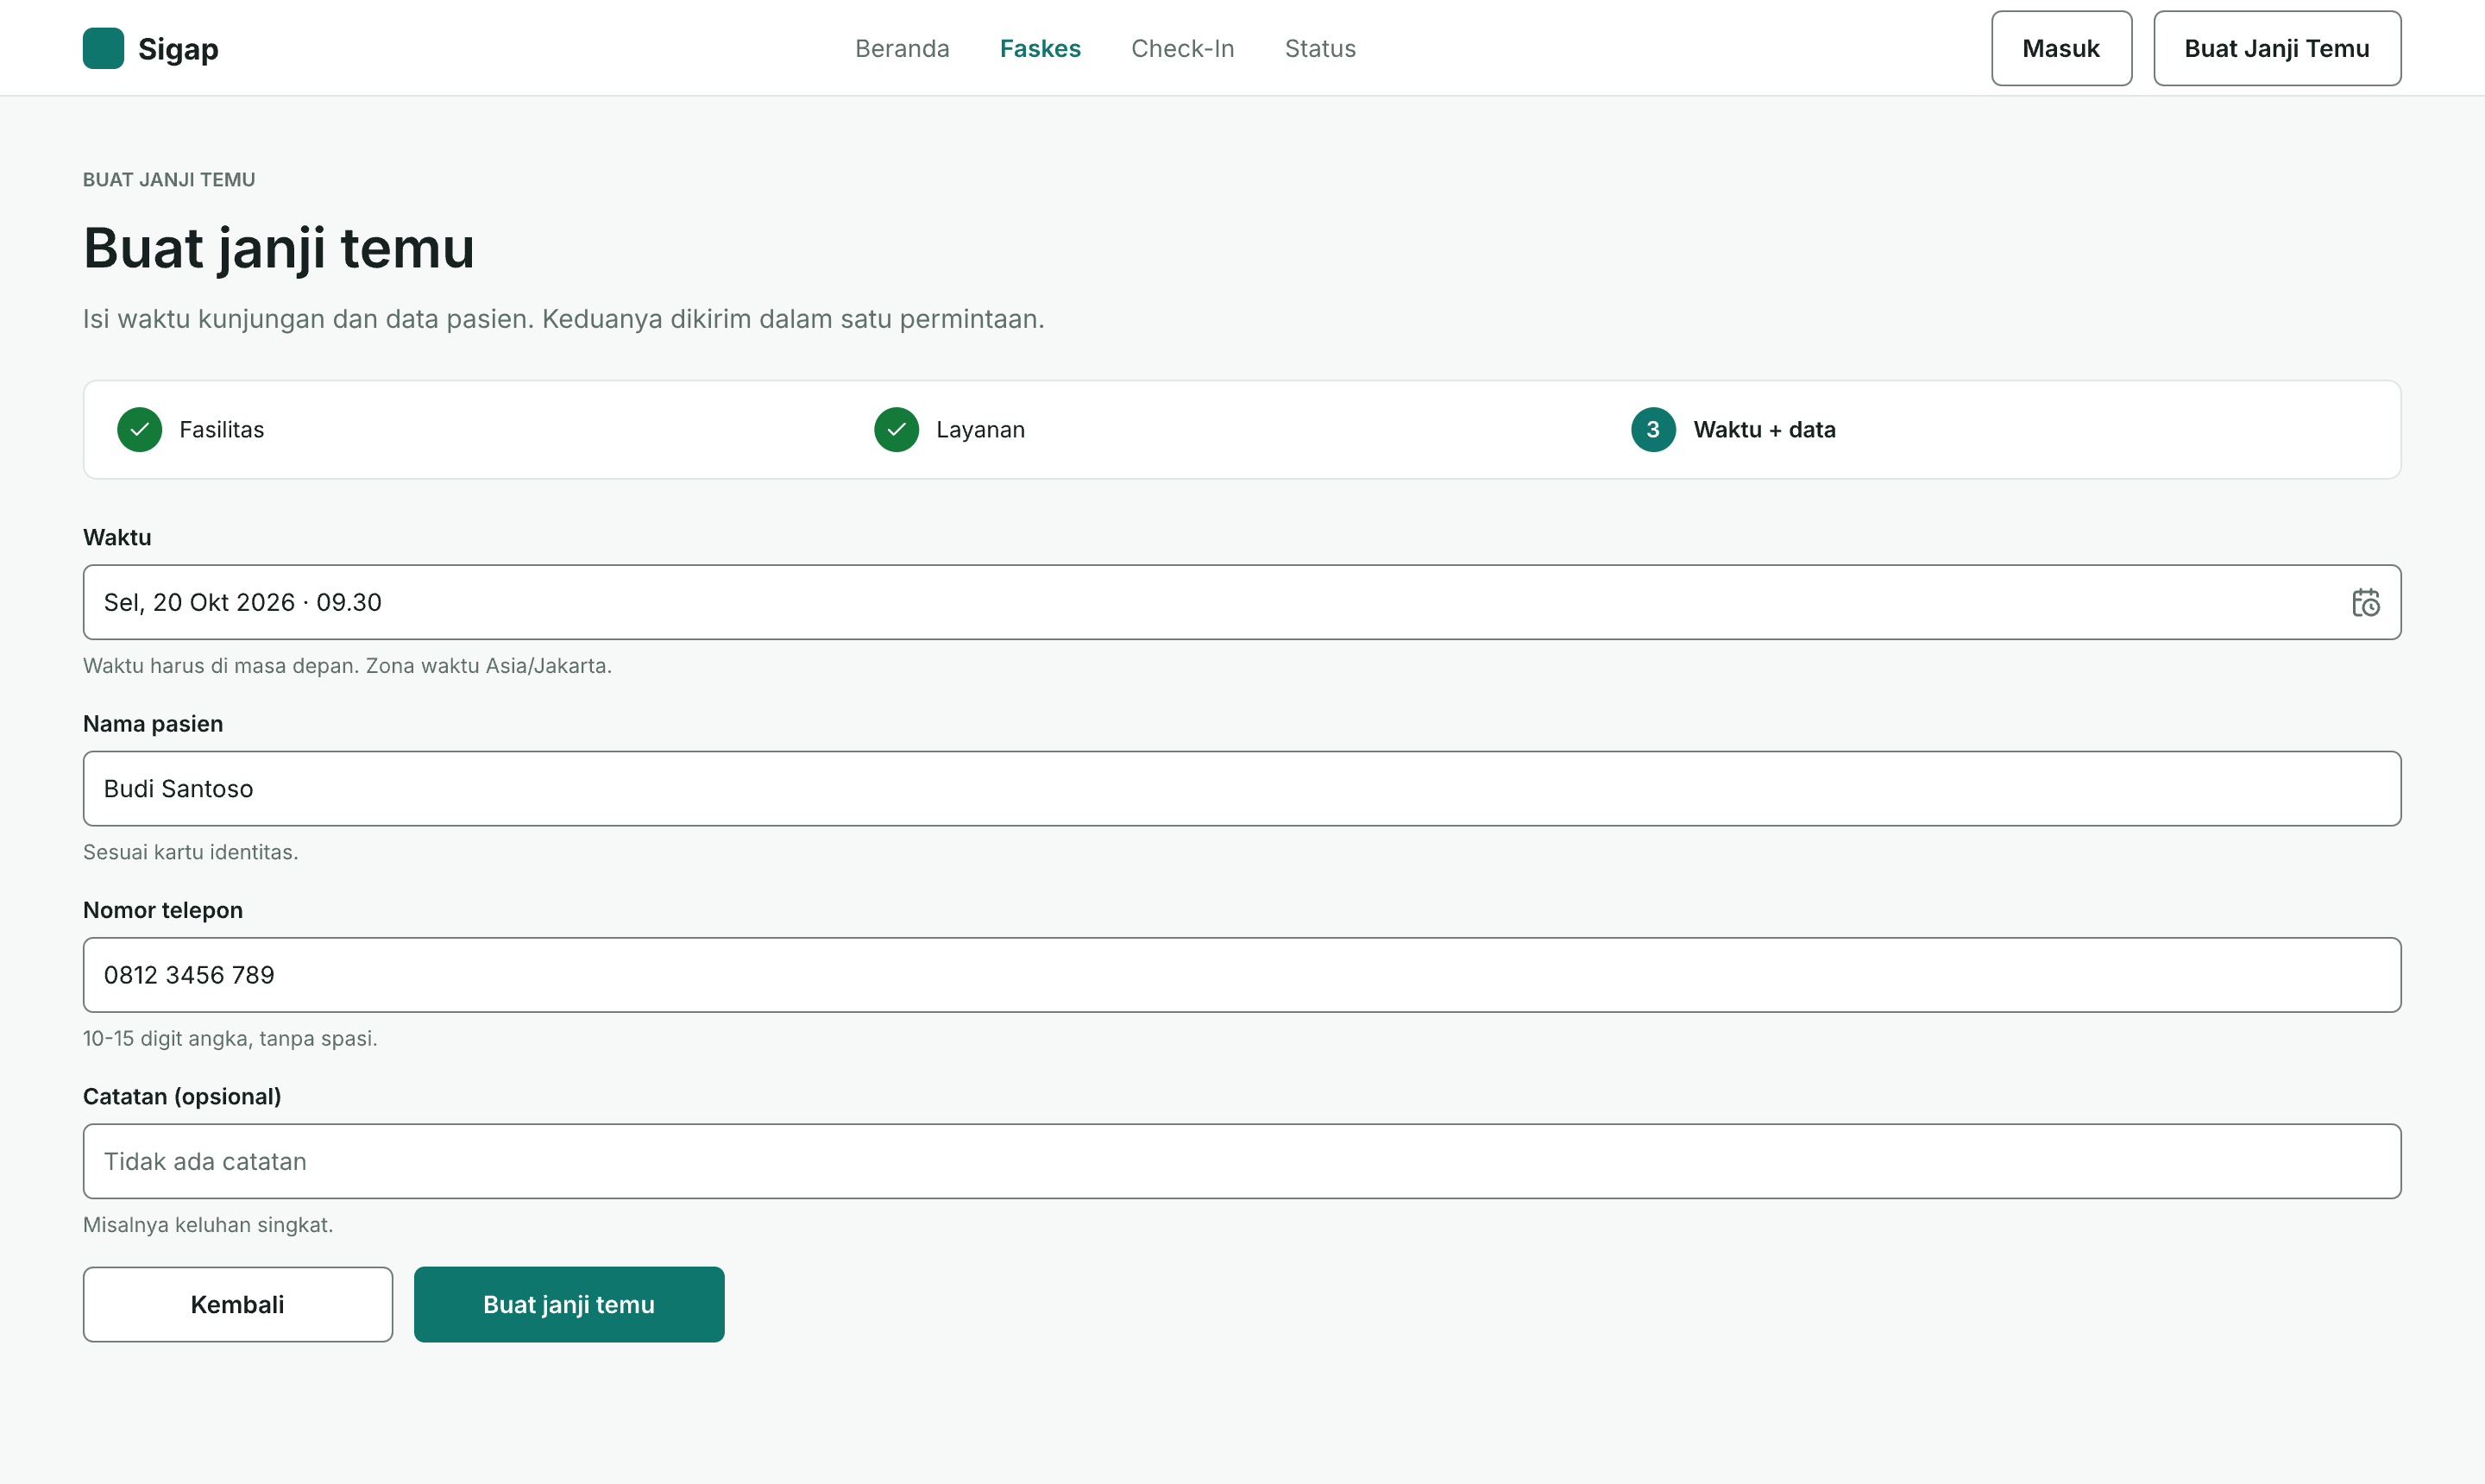 Sigap
Beranda
Faskes
Check-In
Status
Masuk
Buat Janji Temu
BUAT JANJI TEMU
Buat janji temu
Isi waktu kunjungan dan data pasien. Keduanya dikirim dalam satu permintaan.
Fasilitas
Layanan
3 Waktu + data
Waktu
Sel, 20 Okt 2026 · 09.30
Waktu harus di masa depan. Zona waktu Asia/Jakarta.
Nama pasien
Budi Santoso
Sesuai kartu identitas.
Nomor telepon
0812 3456 789
10-15 digit angka, tanpa spasi.
Catatan (opsional)
Tidak ada catatan
Misalnya keluhan singkat.
Kembali
Buat janji temu